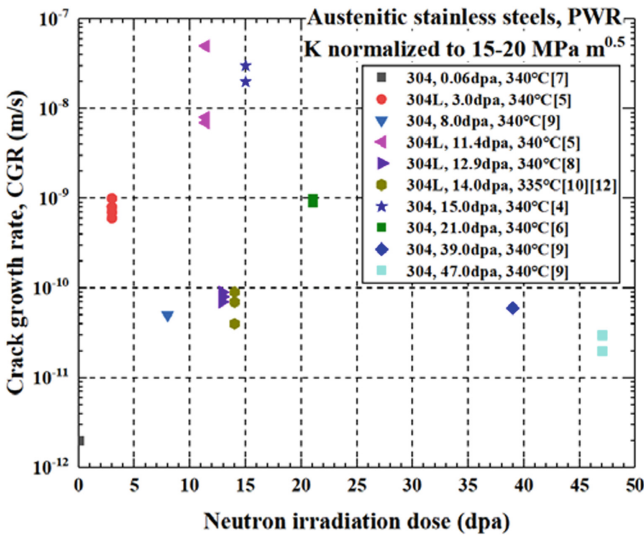 Austenitic stainless steels, PWR
K normalized to 15-20 MPa m^0.5
304, 0.06dpa, 340°C[7]
304L, 3.0dpa, 340°C[5]
304, 8.0dpa, 340°C[9]
304L, 11.4dpa, 340°C[5]
304L, 12.9dpa, 340°C[8]
304L, 14.0dpa, 335°C[10][12]
304, 15.0dpa, 340°C[4]
304, 21.0dpa, 340°C[6]
304, 39.0dpa, 340°C[9]
304, 47.0dpa, 340°C[9]
Crack growth rate, CGR (m/s)
10^-7
10^-8
10^-9
10^-10
10^-11
10^-12
0 5 10 15 20 25 30 35 40 45 50
Neutron irradiation dose (dpa)